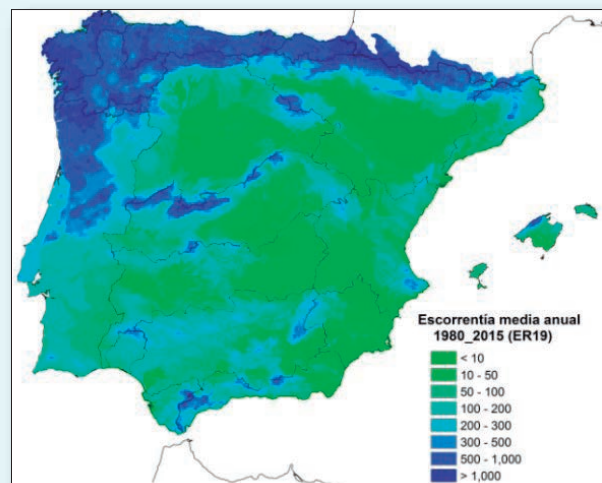 Escorrentía media anual
1980_2015 (ER19)
< 10
10 - 50
50 - 100
100 - 200
200 - 300
300 - 500
500 - 1,000
> 1,000